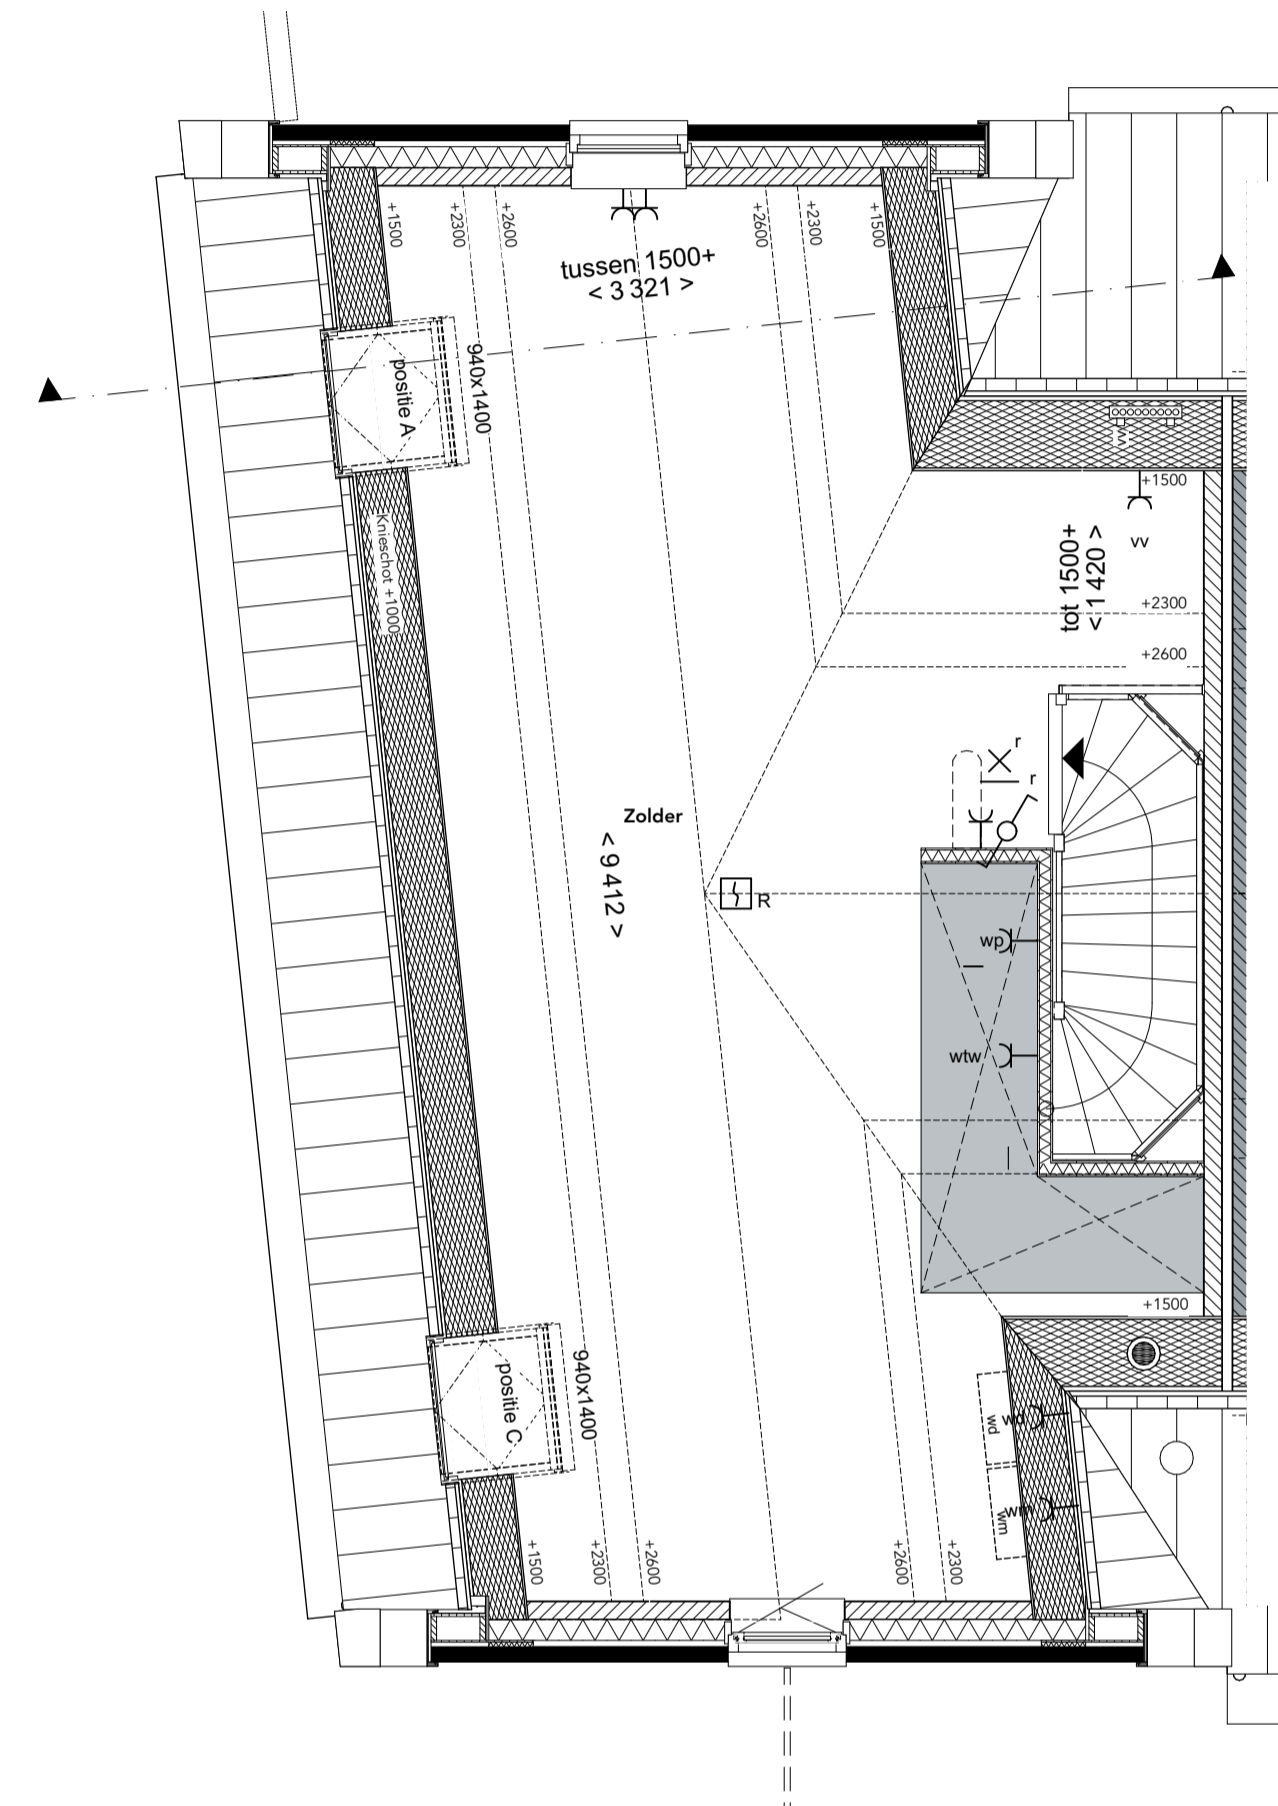 +1500
+2300
+2600
+2600
+2300
+1500
tussen 1500+
< 3 321 >
positie A
940x1400
Knieschot +1000
+1500
tot 1500+
< 1 420 >
vv
+2300
+2600
r
r
Zolder
< 9 412 >
R
wp
wtw
+1500
positie C
940x1400
wd
wd
wm
wm
+1500
+2300
+2600
+2600
+2300